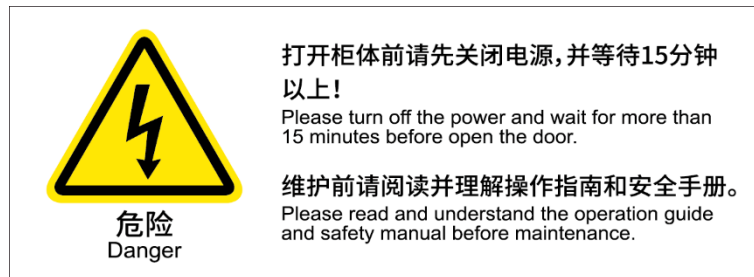 危险
Danger
打开柜体前请先关闭电源,并等待15分钟
以上!
Please turn off the power and wait for more than
15 minutes before open the door.
维护前请阅读并理解操作指南和安全手册。
Please read and understand the operation guide
and safety manual before maintenance.